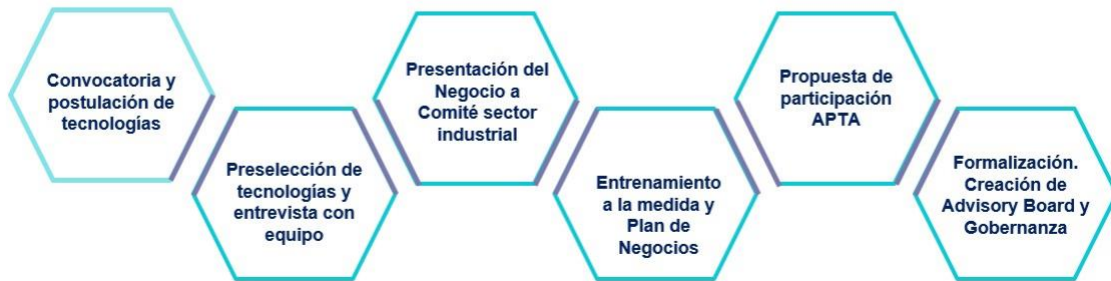 Convocatoria y
postulación de
tecnologías
Preselección de
tecnologías y
entrevista con
equipo
Presentación del
Negocio a
Comité sector
industrial
Entrenamiento
a la medida y
Plan de
Negocios
Propuesta de
participación
APTA
Formalización.
Creación de
Advisory Board y
Gobernanza